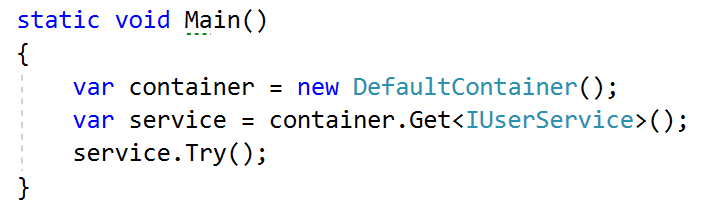 static void Main()
{
    var container = new DefaultContainer();
    var service = container.Get<IUserService>();
    service.Try();
}